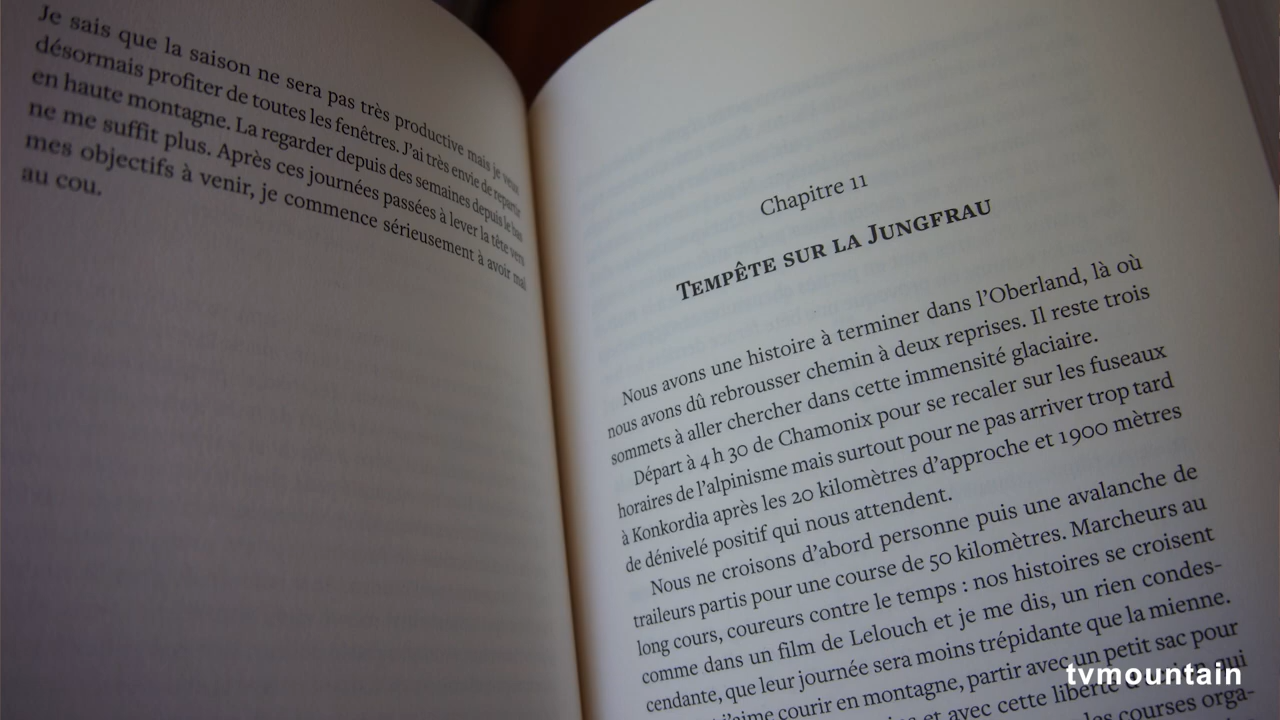 Je sais que la saison ne sera pas très productive mais je veux
désormais profiter de toutes les fenêtres. J'ai très envie de repartir
en haute montagne. La regarder depuis des semaines depuis le bas
ne me suffit plus. Après ces journées passées à lever la tête vers
mes objectifs à venir, je commence sérieusement à avoir mal
au cou.
Chapitre 11
Tempête sur la Jungfrau
Nous avons une histoire à terminer dans l'Oberland, là où
nous avons dû rebrousser chemin à deux reprises. Il reste trois
sommets à aller chercher dans cette immensité glaciaire.
Départ à 4 h 30 de Chamonix pour se recaler sur les fuseaux
horaires de l'alpinisme mais surtout pour ne pas arriver trop tard
à Konkordia après les 20 kilomètres d'approche et 1900 mètres
de dénivelé positif qui nous attendent.
Nous ne croisons d'abord personne puis une avalanche de
traileurs partis pour une course de 50 kilomètres. Marcheurs au
long cours, coureurs contre le temps : nos histoires se croisent
comme dans un film de Lelouch et je me dis, un rien condes-
cendante, que leur journée sera moins trépidante que la mienne.
j'aime courir en montagne, partir avec un petit sac pour
et avec cette liberté d'
les courses orga-
tvmountain